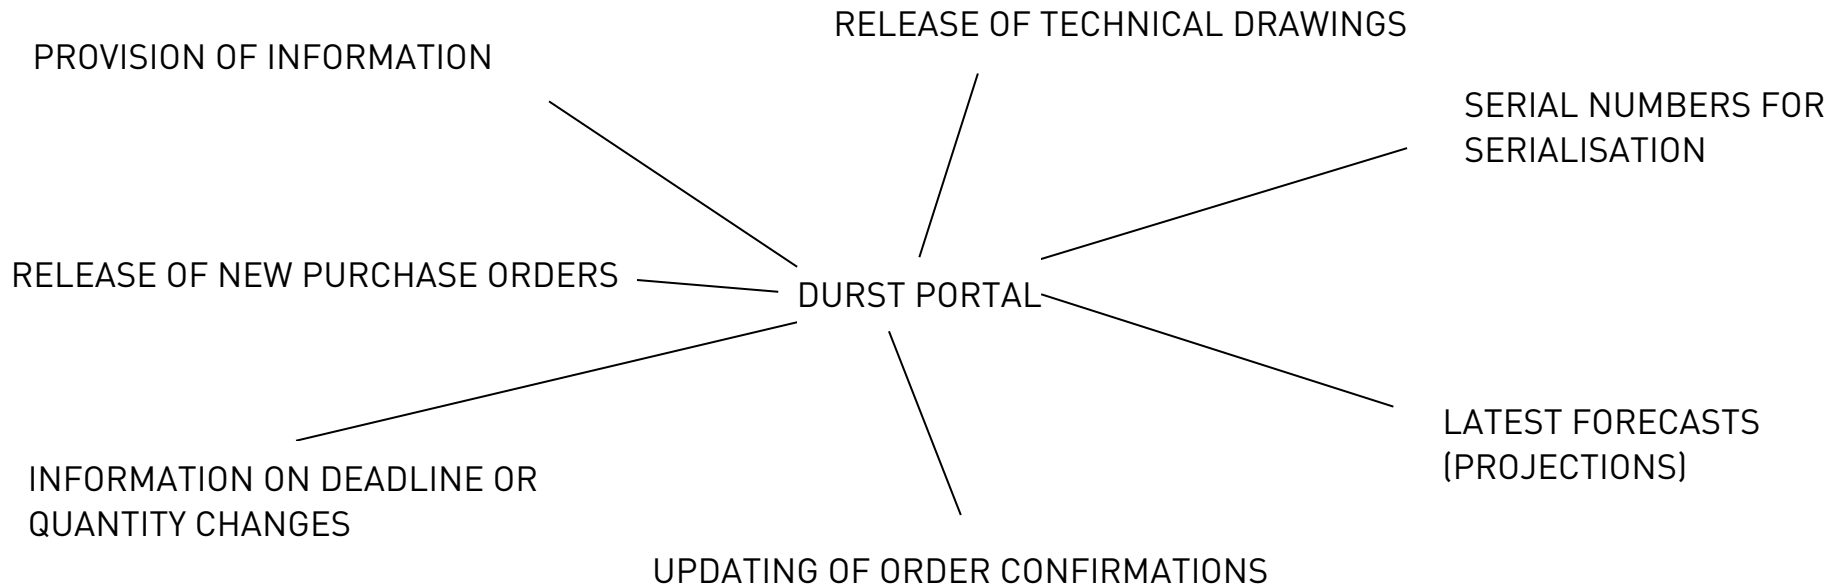 RELEASE OF TECHNICAL DRAWINGS
PROVISION OF INFORMATION
SERIAL NUMBERS FOR
SERIALISATION
RELEASE OF NEW PURCHASE ORDERS
DURST PORTAL
LATEST FORECASTS
(PROJECTIONS)
INFORMATION ON DEADLINE OR
QUANTITY CHANGES
UPDATING OF ORDER CONFIRMATIONS